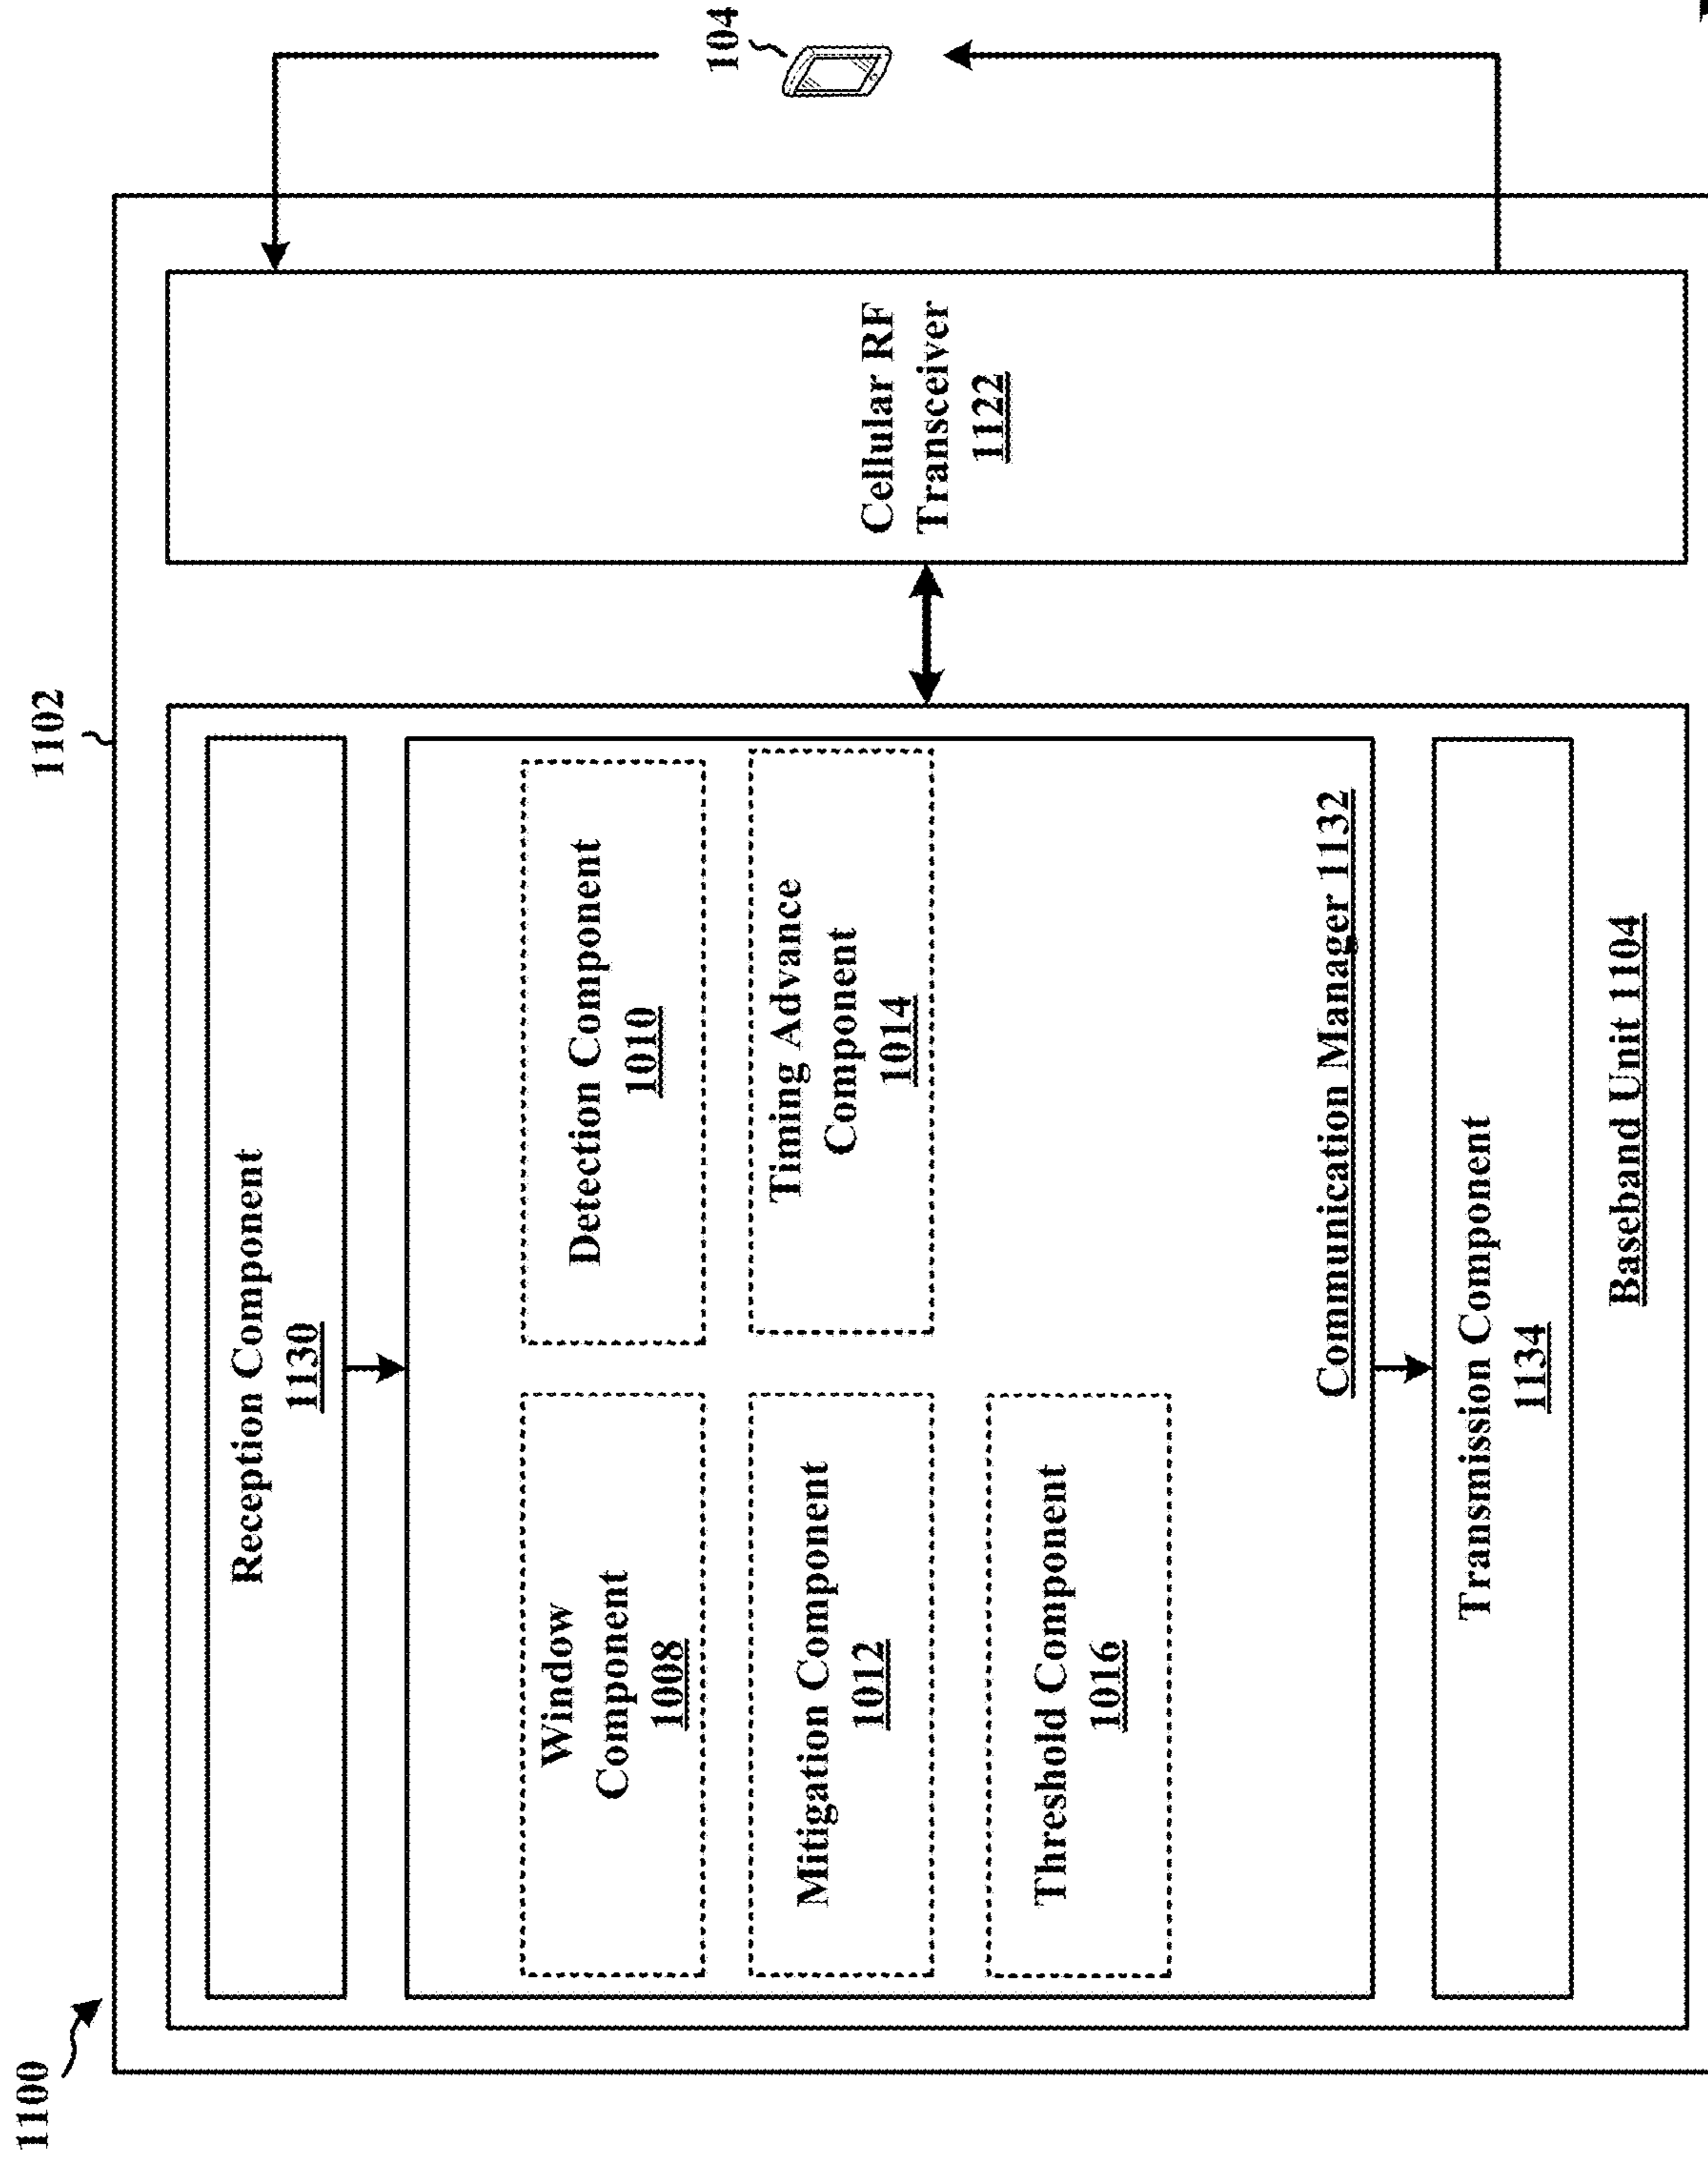 1100
1102
Reception Component
1130
Window
Component
1008
Detection Component
1010
Mitigation Component
1012
Timing Advance
Component
1014
Threshold Component
1016
Communication Manager 1132
Transmission Component
1134
Baseband Unit 1104
Cellular RF
Transceiver
1122
104